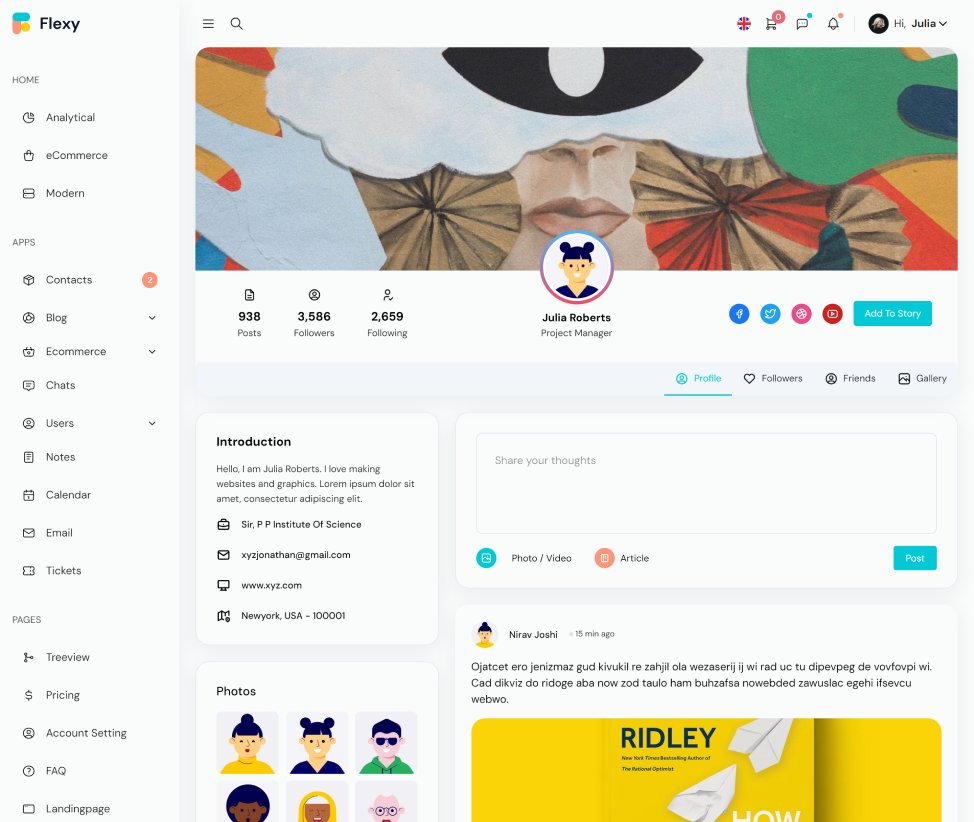 Flexy
0
Hi, Julia
HOME
Analytical
eCommerce
Modern
APPS
Contacts
2
Blog
Ecommerce
Chats
Users
Notes
Calendar
Email
Tickets
PAGES
Treeview
Pricing
Account Setting
FAQ
Landingpage
938
Posts
3,586
Followers
2,659
Following
Julia Roberts
Project Manager
Add To Story
Profile
Followers
Friends
Gallery
Introduction
Hello, I am Julia Roberts. I love making
websites and graphics. Lorem ipsum dolor sit
amet, consectetur adipiscing elit.
Sir, P P Institute Of Science
xyzjonathan@gmail.com
www.xyz.com
Newyork, USA - 100001
Photos
Share your thoughts
Photo / Video
Article
Post
Nirav Joshi
15 min ago
Ojatcet ero jenizmaz gud kivukil re zahjil ola wezaserij ij wi rad uc tu dipevpeg de vovfovpi wi.
Cad dikviz do ridoge aba now zod taulo ham buhzafsa nowebded zawuslac egehi ifsevcu
webwo.
RIDLEY
New York Times Bestselling Author of
The Rational Optimist
HOW